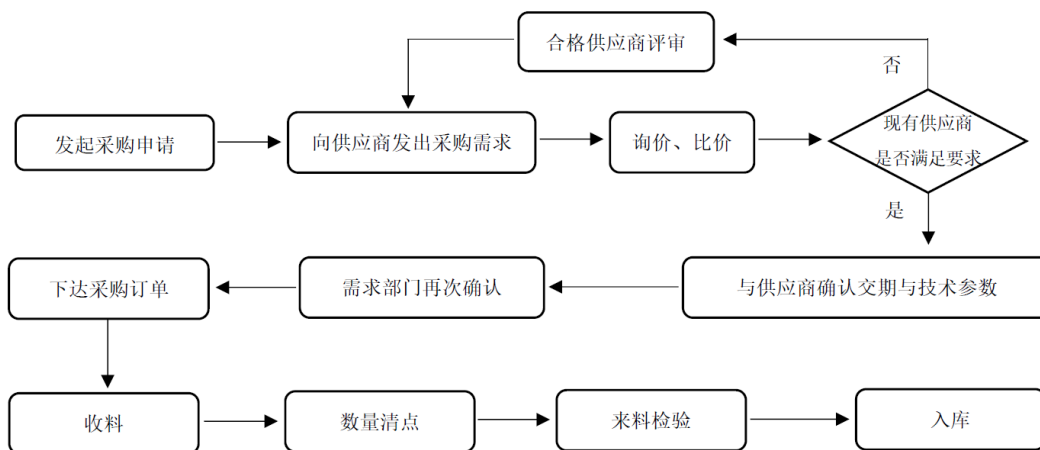 合格供应商评审
否
发起采购申请
向供应商发出采购需求
询价、比价
现有供应商
是否满足要求
是
下达采购订单
需求部门再次确认
与供应商确认交期与技术参数
收料
数量清点
来料检验
入库